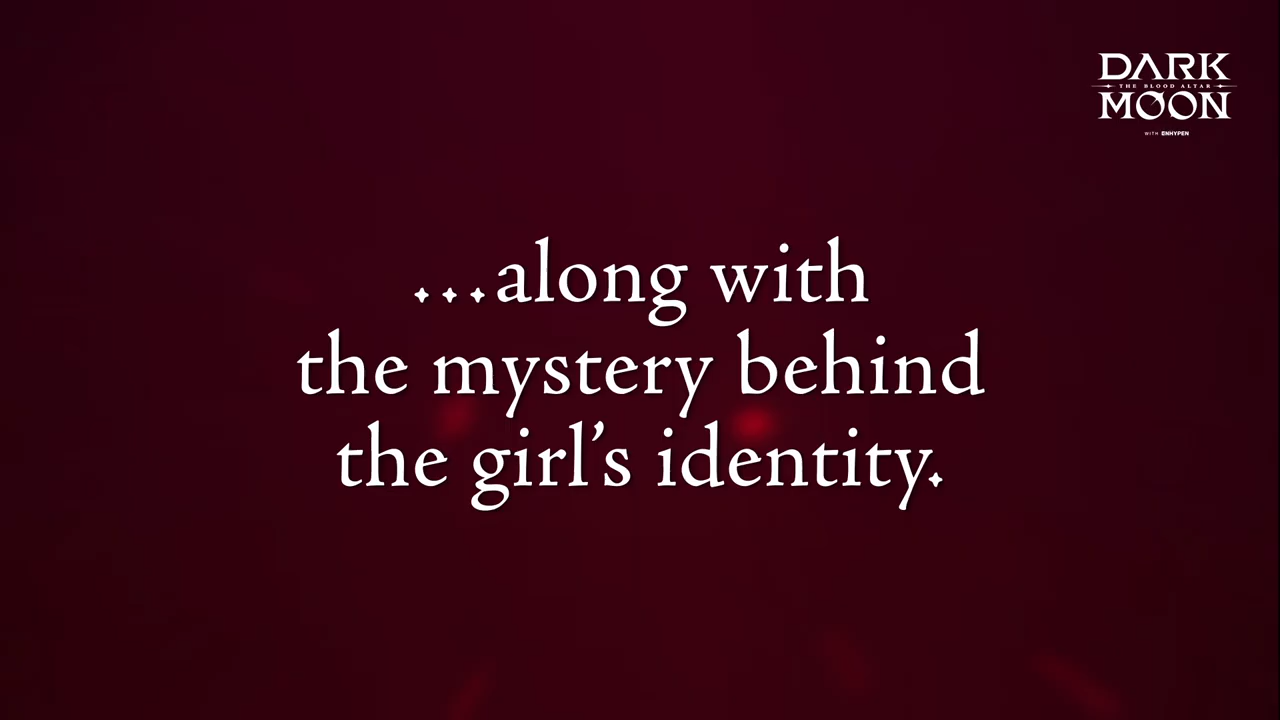 DARK
THE BLOOD ALTAR
MOON
WITH ENHYPEN
...along with
the mystery behind
the girl’s identity.